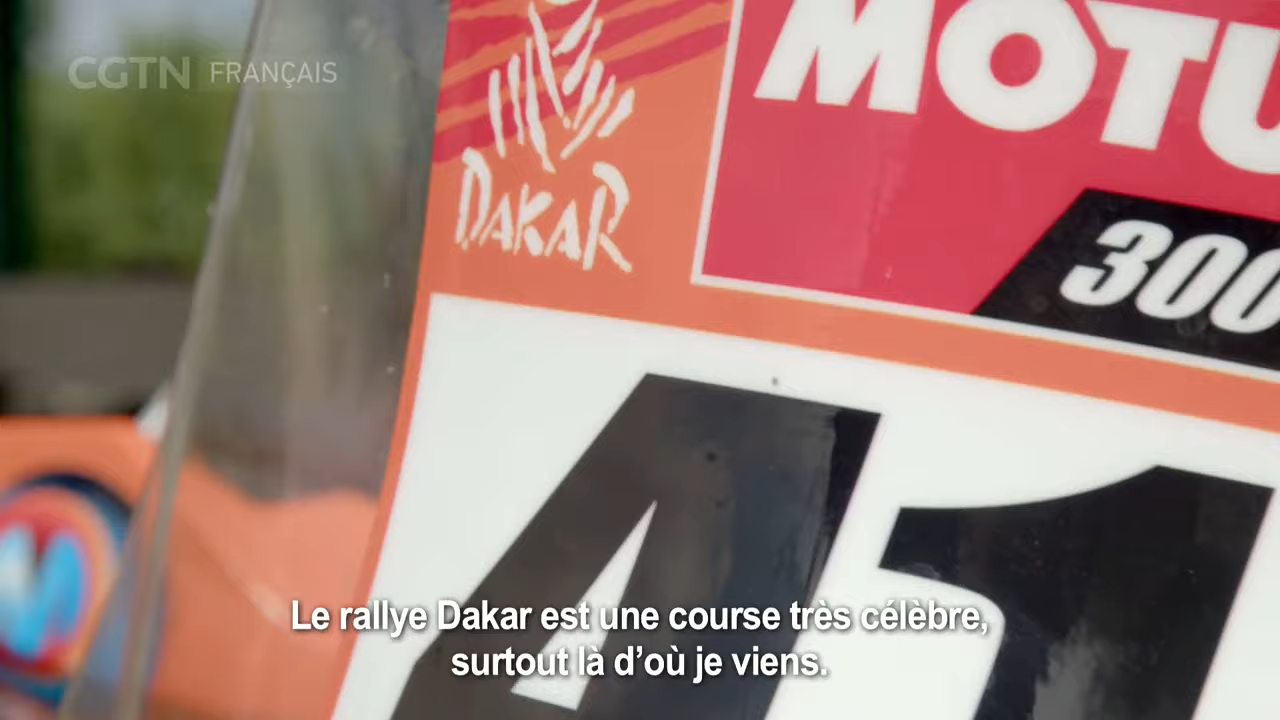 CGTN FRANÇAIS
DAKAR
MOTU
300
41
Le rallye Dakar est une course très célèbre,
surtout là d’où je viens.